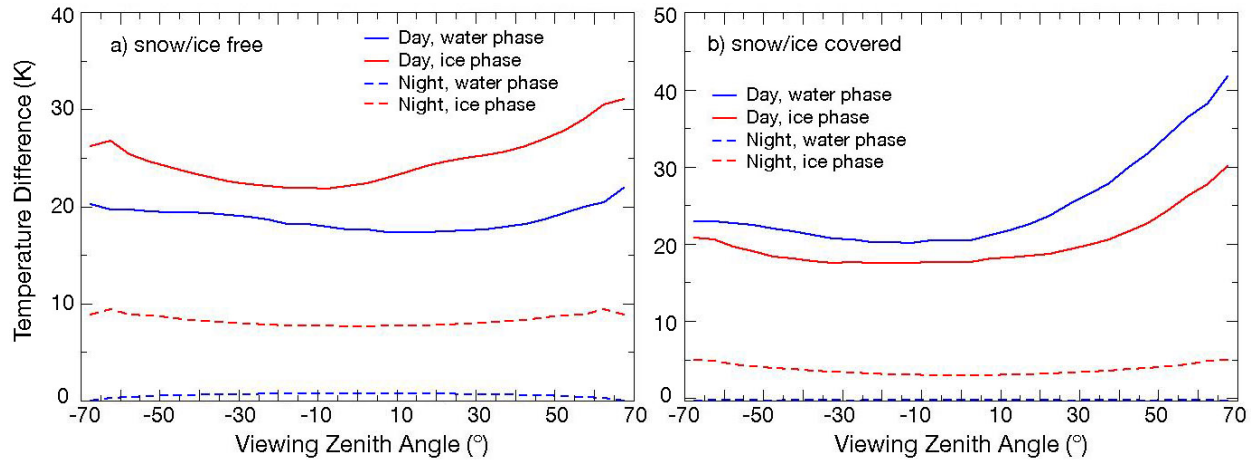 Temperature Difference (K)
40
30
20
10
0
a) snow/ice free
Day, water phase
Day, ice phase
Night, water phase
Night, ice phase
-70 -50 -30 -10 10 30 50 70
Viewing Zenith Angle (°)
50
40
30
20
10
0
b) snow/ice covered
Day, water phase
Day, ice phase
Night, water phase
Night, ice phase
-70 -50 -30 -10 10 30 50 70
Viewing Zenith Angle (°)